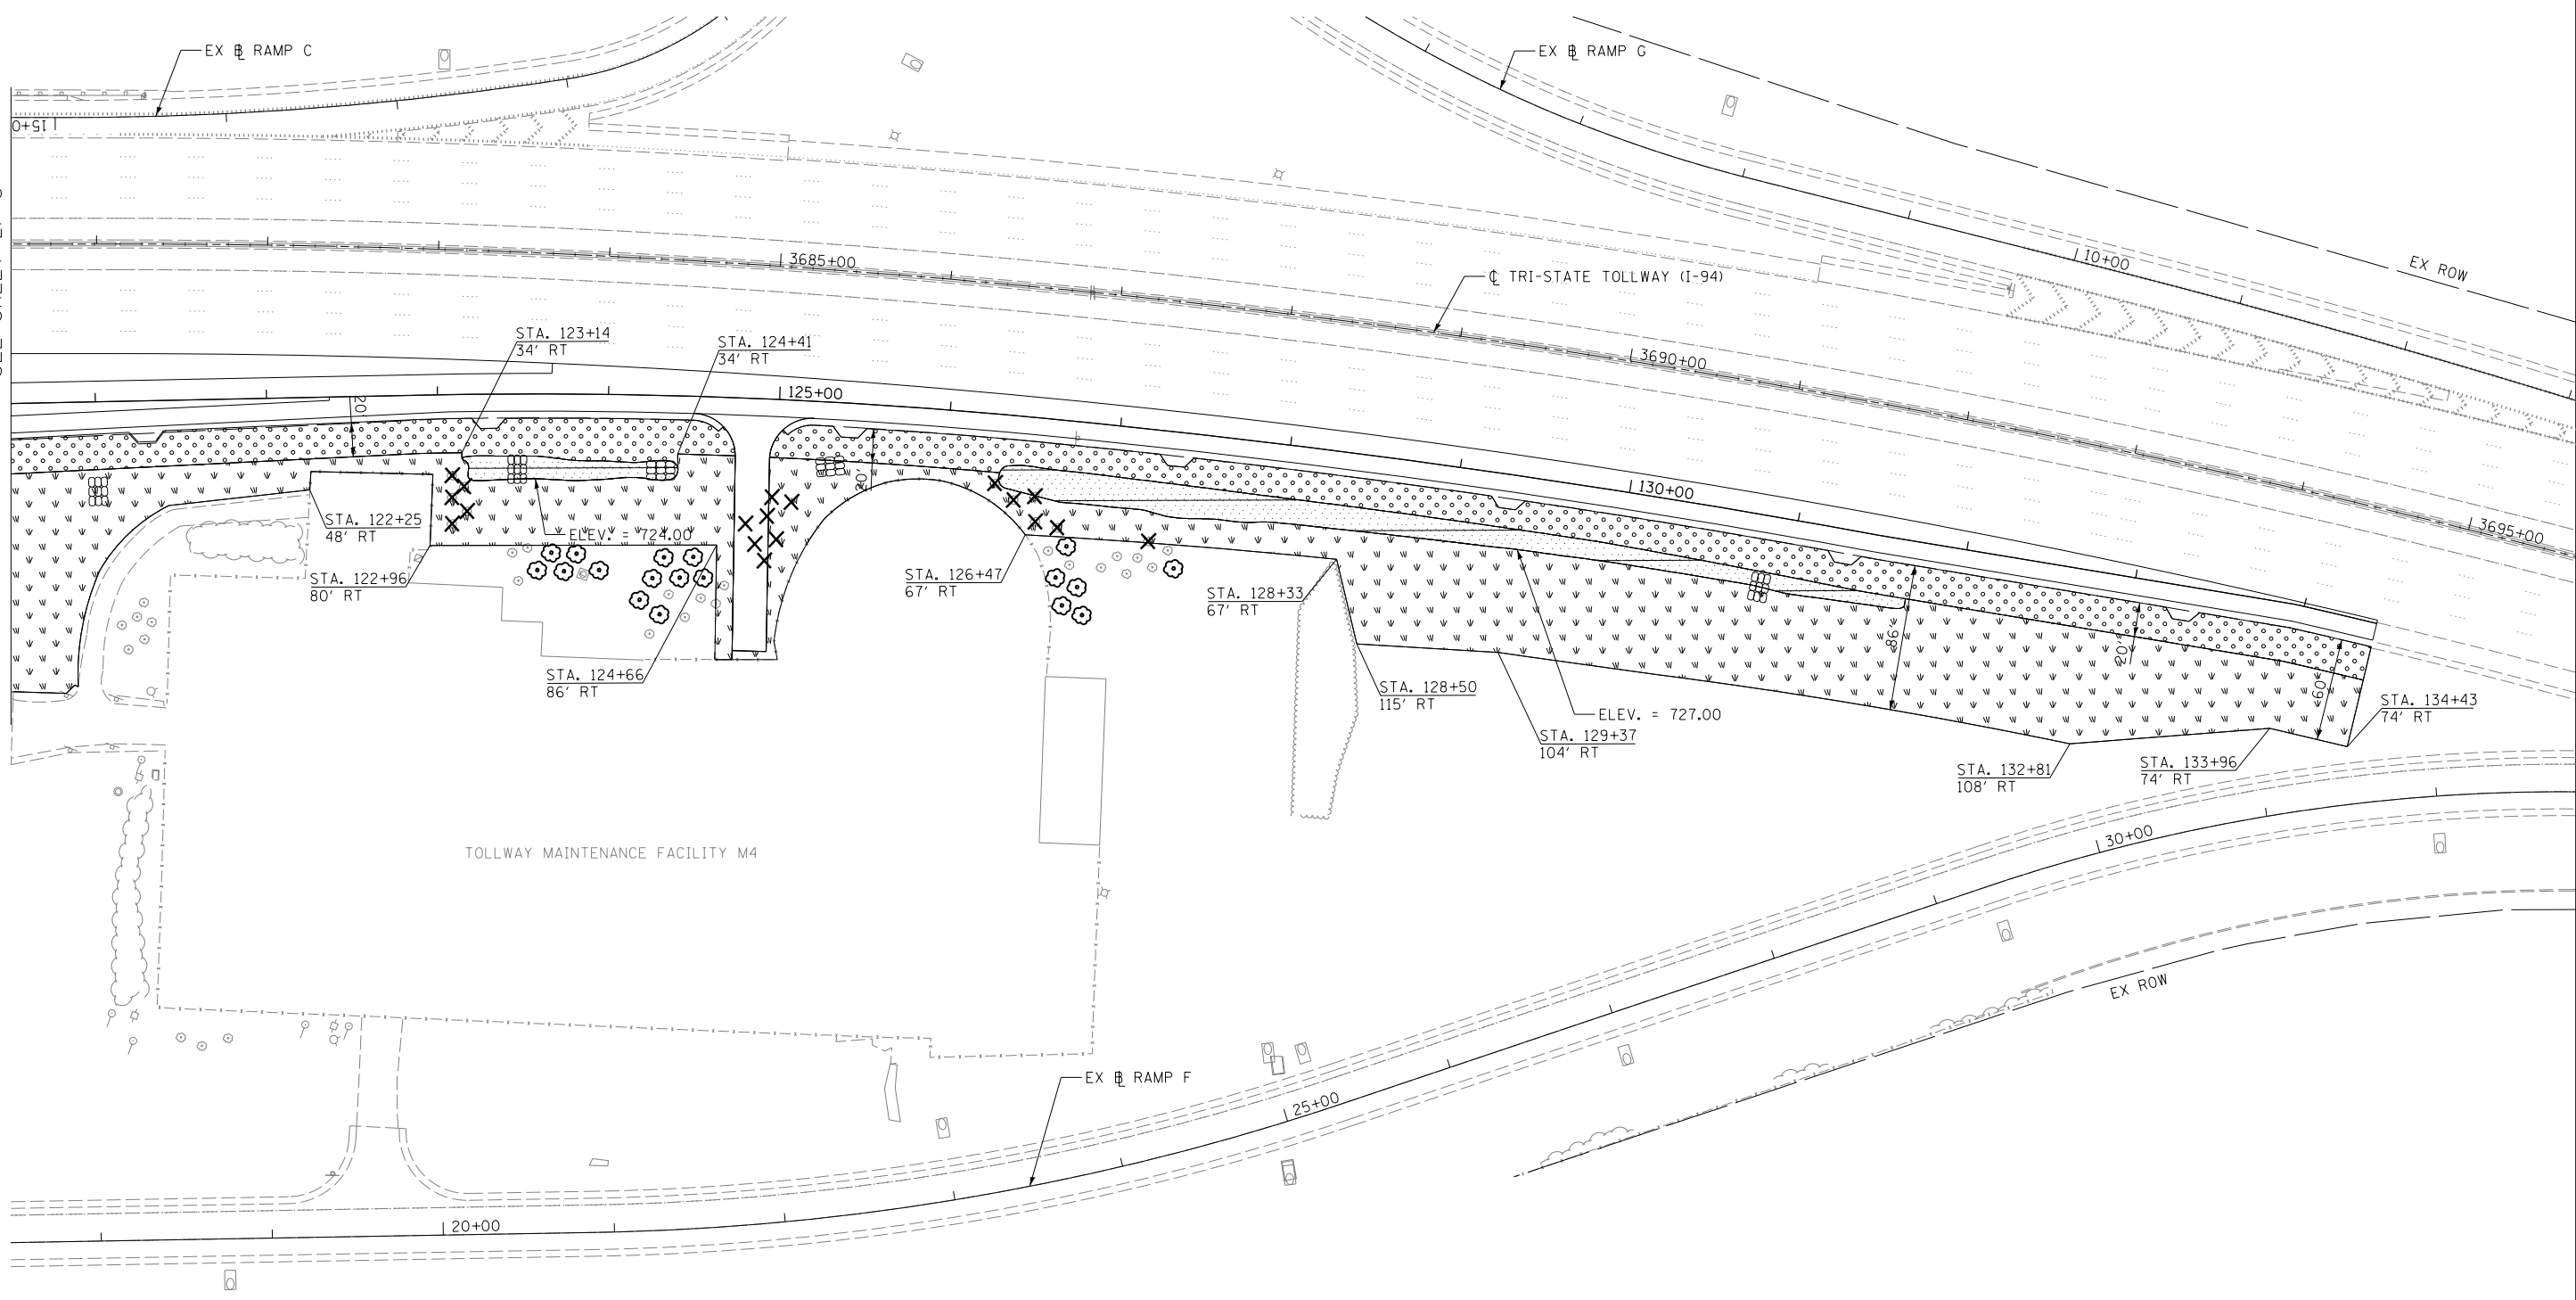 EX BL RAMP C
EX BL RAMP G
15+0
10+00
EX ROW
3685+00
℄ TRI-STATE TOLLWAY (I-94)
STA. 123+14
34' RT
STA. 124+41
34' RT
3690+00
20'
125+00
20'
130+00
3695+00
STA. 122+25
48' RT
ELEV. = 724.00
STA. 122+96
80' RT
STA. 126+47
67' RT
STA. 128+33
67' RT
86'
20'
STA. 124+66
86' RT
STA. 128+50
115' RT
60'
STA. 134+43
74' RT
ELEV. = 727.00
STA. 129+37
104' RT
STA. 132+81
108' RT
STA. 133+96
74' RT
TOLLWAY MAINTENANCE FACILITY M4
30+00
EX ROW
EX BL RAMP F
25+00
20+00